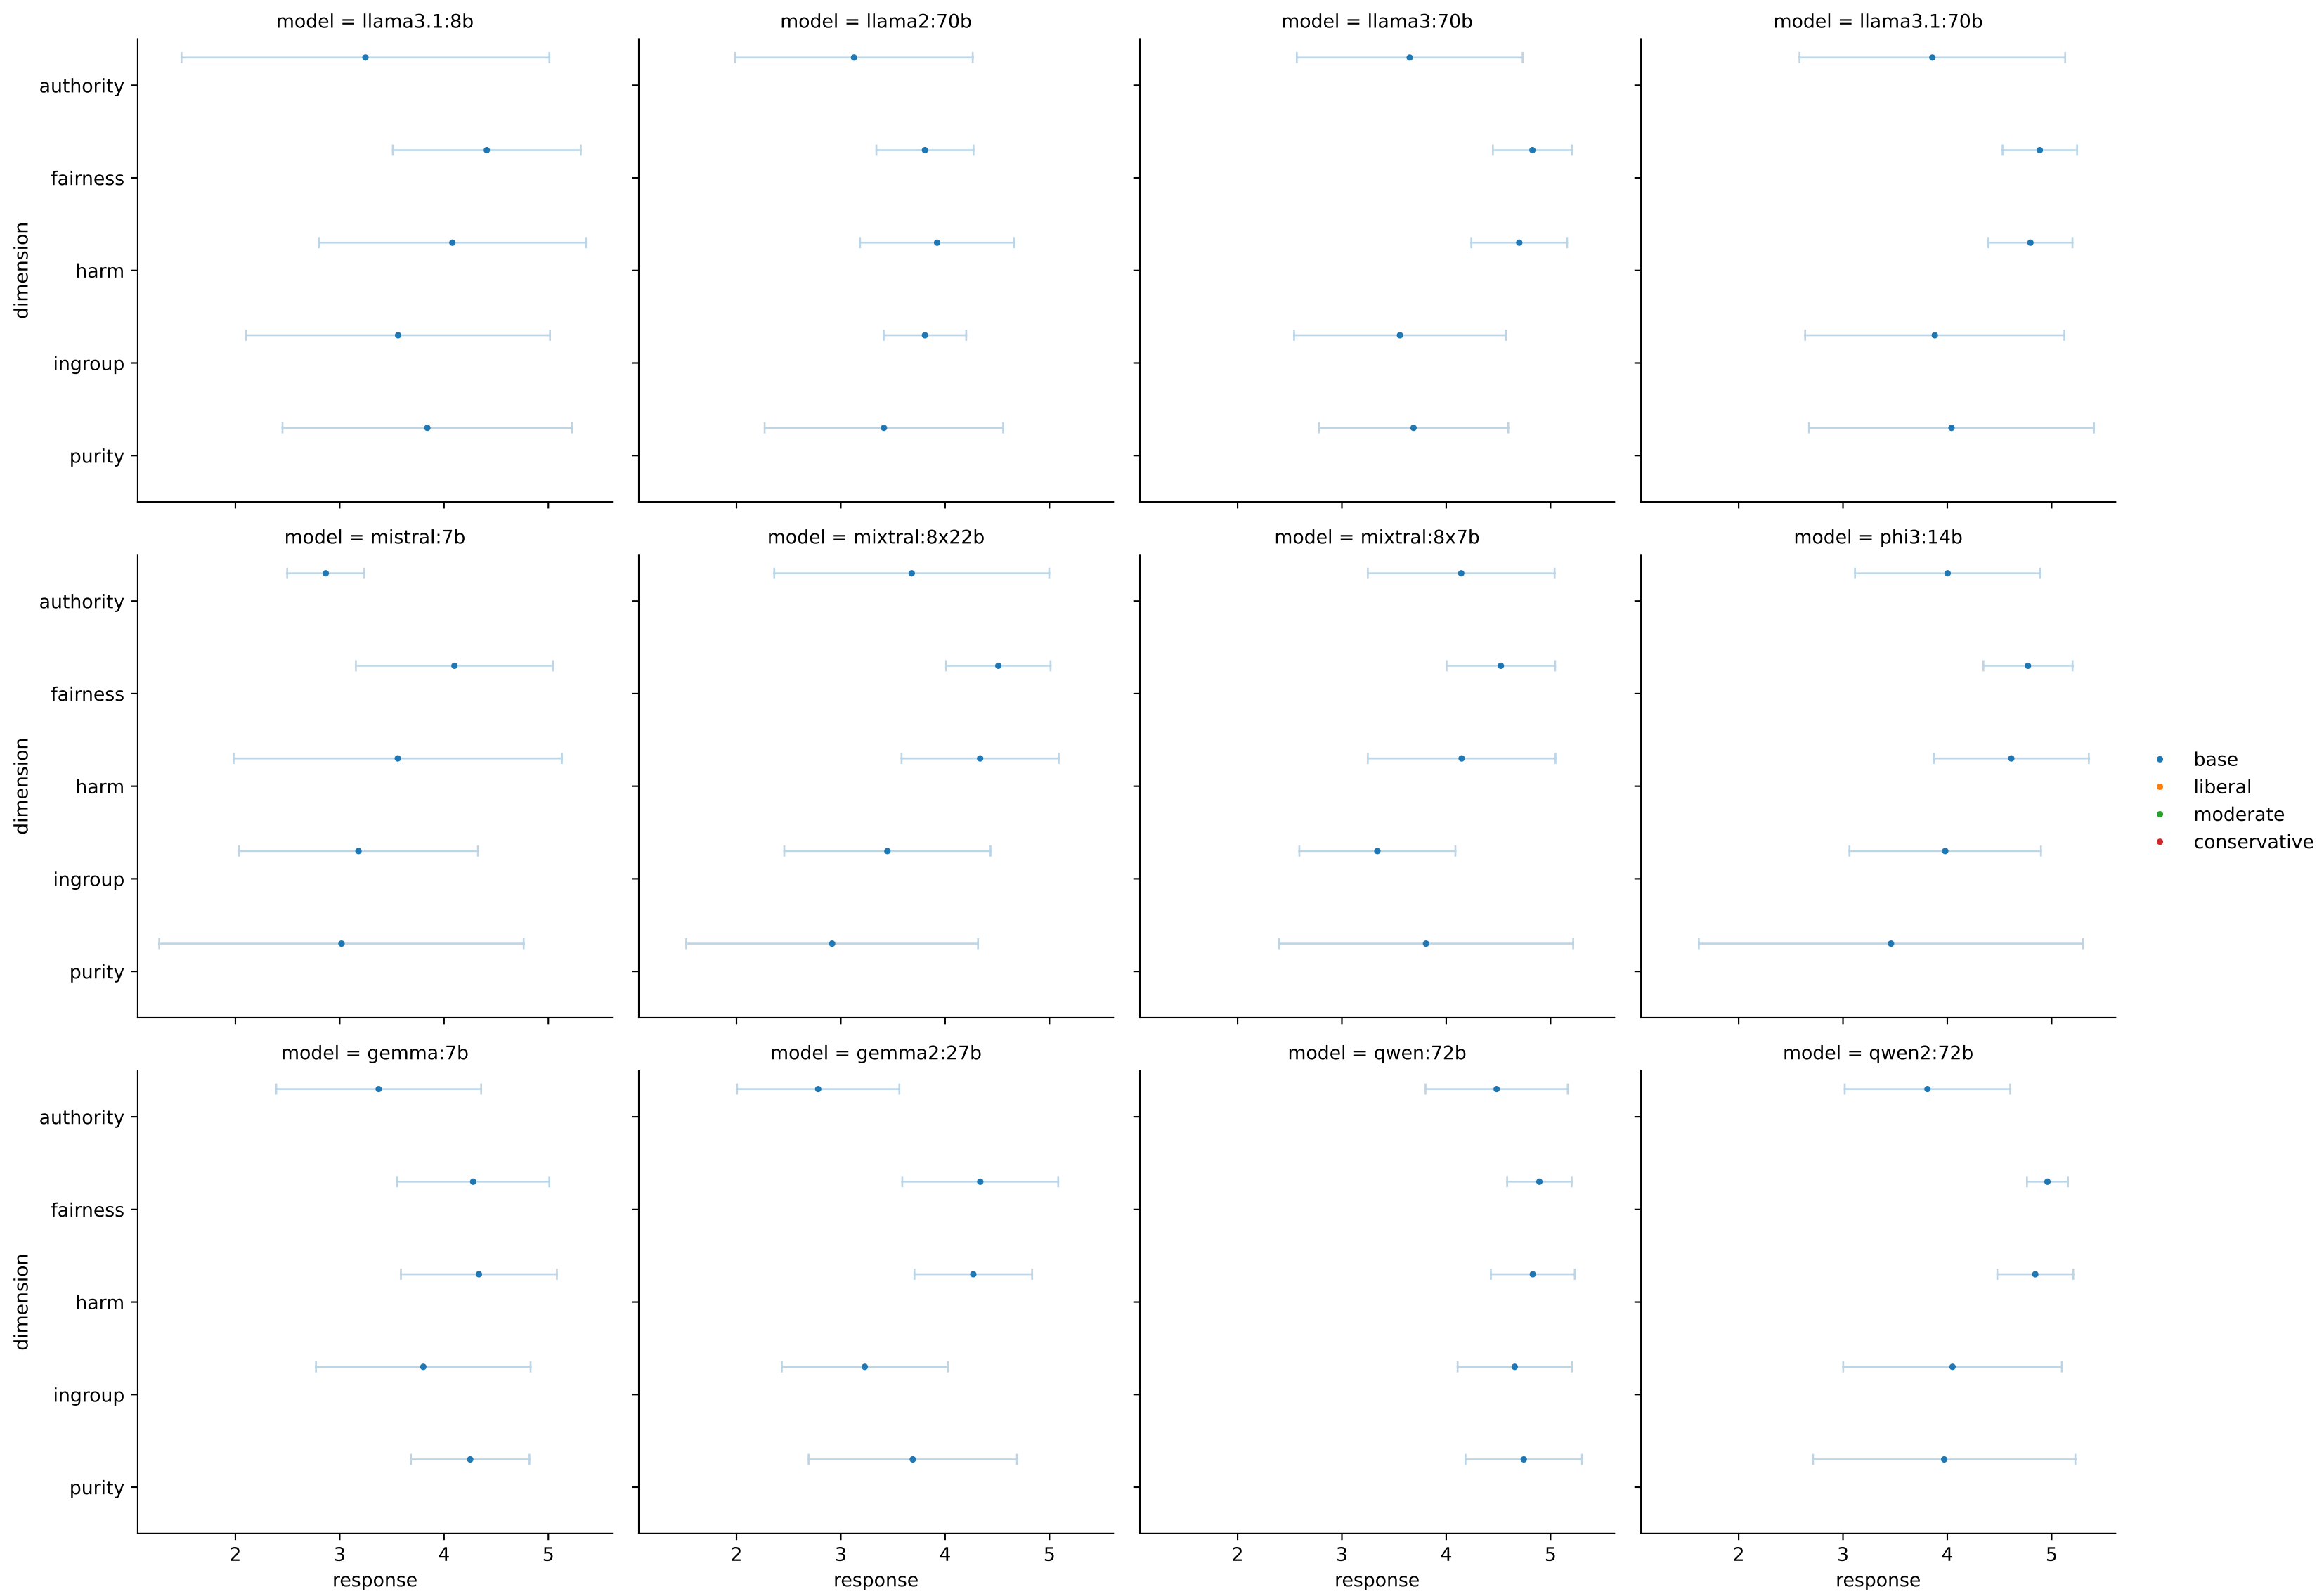 model = llama3.1:8b
model = llama2:70b
model = llama3:70b
model = llama3.1:70b
authority
fairness
harm
ingroup
purity
dimension
model = mistral:7b
model = mixtral:8x22b
model = mixtral:8x7b
model = phi3:14b
authority
fairness
harm
ingroup
purity
dimension
base
liberal
moderate
conservative
model = gemma:7b
model = gemma2:27b
model = qwen:72b
model = qwen2:72b
authority
fairness
harm
ingroup
purity
dimension
2 3 4 5
2 3 4 5
2 3 4 5
2 3 4 5
response
response
response
response